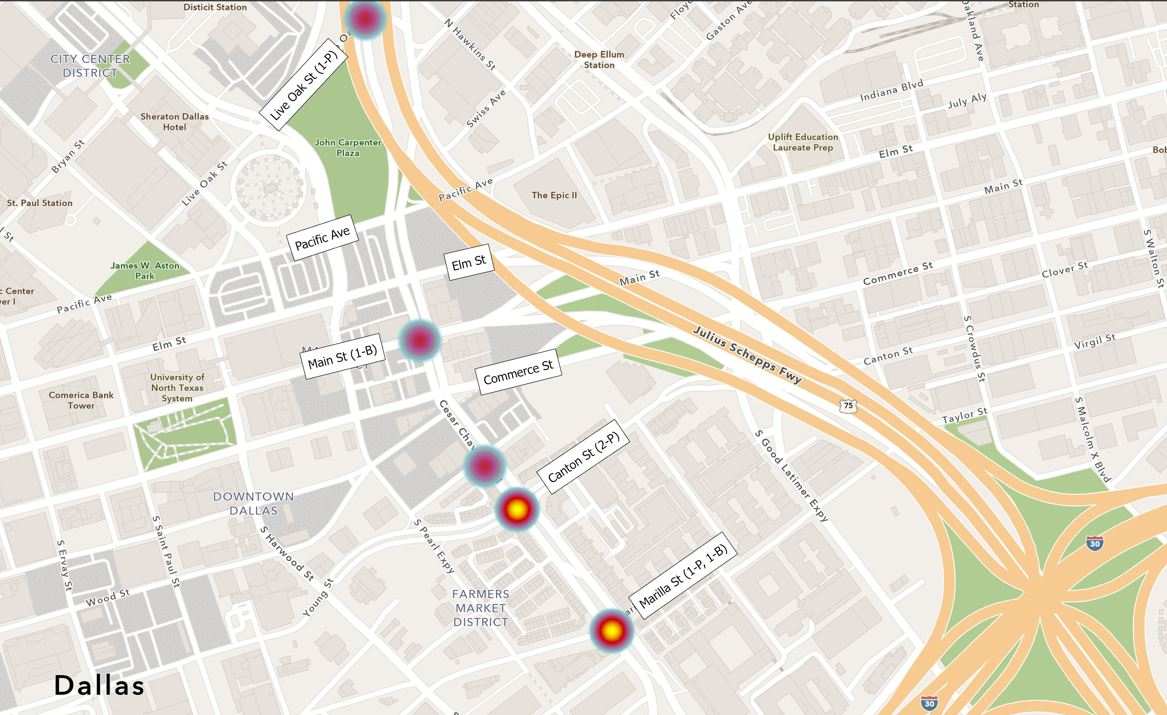 Disticit Station
Station
N Hawkins St
Floy
Gaston Ave
Oakland Ave
CITY CENTER
DISTRICT
Live Oak St (1-P)
Deep Ellum
Station
Swiss Ave
Indiana Blvd
July Aly
Sheraton Dallas
Hotel
John Carpenter
Plaza
Uplift Education
Laureate Prep
Elm St
Bob
Bryan St
Live Oak St
Pacific Ave
The Epic II
Main St
St. Paul Station
Pacific Ave
Elm St
James W. Aston
Park
Main St
Commerce St
Clover St
S Walton St
Pacific Ave
Elm St
Main St (1-B)
Commerce St
Julius Schepps Fwy
75
Canton St
Virgil St
S Crowdus St
University of
North Texas
System
Comerica Bank
Tower
Cesar Chav
Canton St (2-P)
S Good Latimer Expy
Taylor St
S Malcolm X Blvd
DOWNTOWN
DALLAS
S Ervay St
S Saint Paul St
S Harwood St
S Pearl Expy
30
Marilla St (1-P, 1-B)
FARMERS
MARKET
DISTRICT
Wood St
Young St
Dallas
30